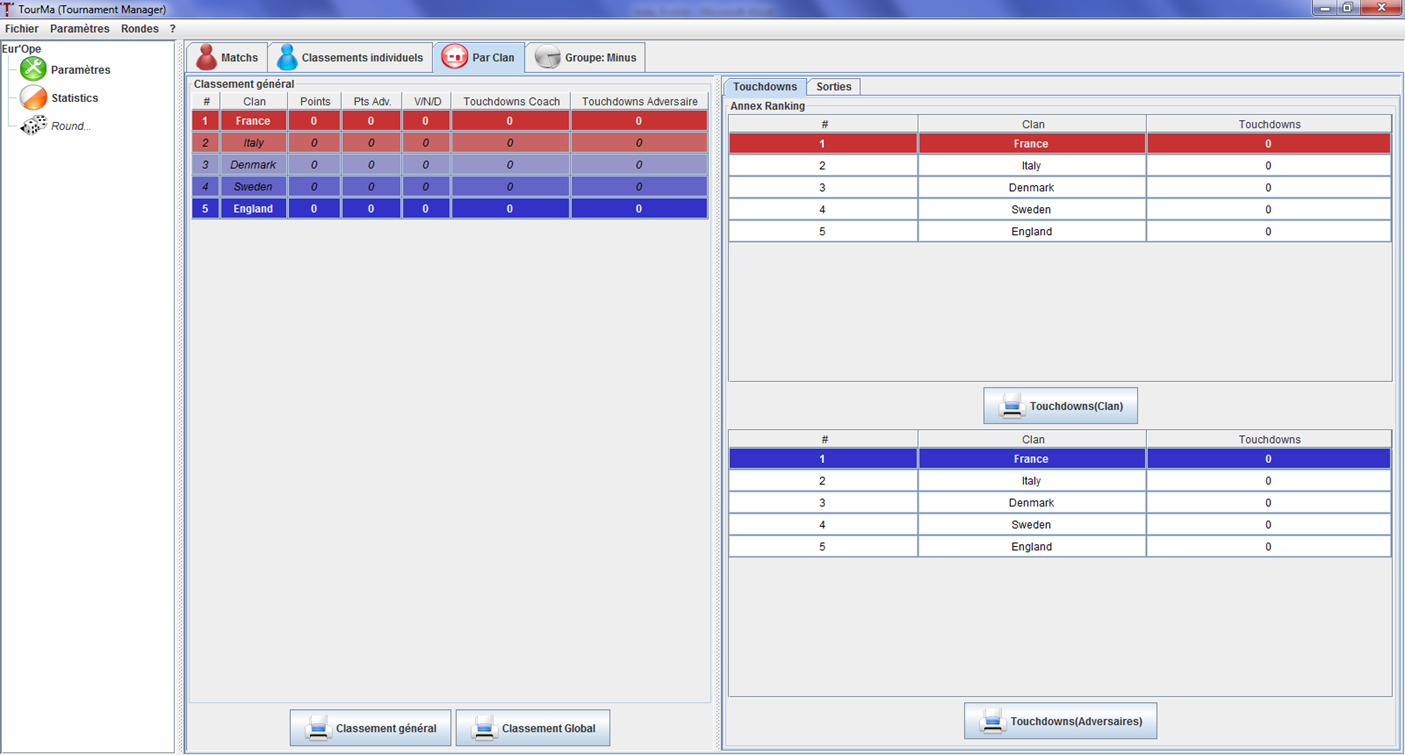 TourMa (Tournament Manager)
Fichier Paramètres Rondes ?
Eur'Ope
Paramètres
Statistics
Round...
Matchs Classements individuels Par Clan Groupe: Minus
Classement général
# Clan Points Pts Adv. V/N/D Touchdowns Coach Touchdowns Adversaire
1 France 0 0 0 0 0
2 Italy 0 0 0 0 0
3 Denmark 0 0 0 0 0
4 Sweden 0 0 0 0 0
5 England 0 0 0 0 0
Classement général Classement Global
Touchdowns Sorties
Annex Ranking
# Clan Touchdowns
1 France 0
2 Italy 0
3 Denmark 0
4 Sweden 0
5 England 0
Touchdowns(Clan)
# Clan Touchdowns
1 France 0
2 Italy 0
3 Denmark 0
4 Sweden 0
5 England 0
Touchdowns(Adversaires)